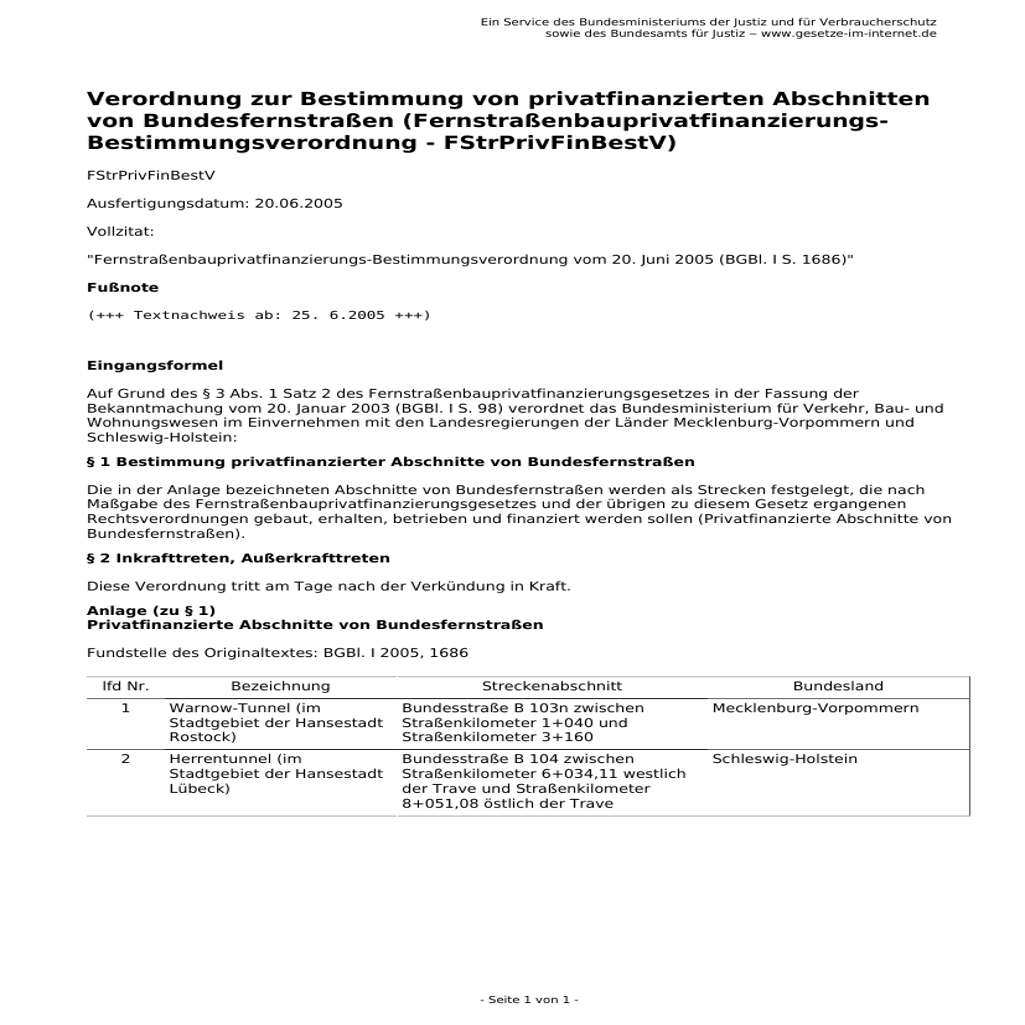 Ein Service des Bundesministeriums der Justiz und für Verbraucherschutz
sowie des Bundesamts für Justiz – www.gesetze-im-internet.de
Verordnung zur Bestimmung von privatfinanzierten Abschnitten
von Bundesfernstraßen (Fernstraßenbauprivatfinanzierungs-
Bestimmungsverordnung - FStrPrivFinBestV)
FStrPrivFinBestV
Ausfertigungsdatum: 20.06.2005
Vollzitat:
"Fernstraßenbauprivatfinanzierungs-Bestimmungsverordnung vom 20. Juni 2005 (BGBl. I S. 1686)"
Fußnote
(+++ Textnachweis ab: 25. 6.2005 +++)
Eingangsformel
Auf Grund des § 3 Abs. 1 Satz 2 des Fernstraßenbauprivatfinanzierungsgesetzes in der Fassung der
Bekanntmachung vom 20. Januar 2003 (BGBl. I S. 98) verordnet das Bundesministerium für Verkehr, Bau- und
Wohnungswesen im Einvernehmen mit den Landesregierungen der Länder Mecklenburg-Vorpommern und
Schleswig-Holstein:
§ 1 Bestimmung privatfinanzierter Abschnitte von Bundesfernstraßen
Die in der Anlage bezeichneten Abschnitte von Bundesfernstraßen werden als Strecken festgelegt, die nach
Maßgabe des Fernstraßenbauprivatfinanzierungsgesetzes und der übrigen zu diesem Gesetz ergangenen
Rechtsverordnungen gebaut, erhalten, betrieben und finanziert werden sollen (Privatfinanzierte Abschnitte von
Bundesfernstraßen).
§ 2 Inkrafttreten, Außerkrafttreten
Diese Verordnung tritt am Tage nach der Verkündung in Kraft.
Anlage (zu § 1)
Privatfinanzierte Abschnitte von Bundesfernstraßen
Fundstelle des Originaltextes: BGBl. I 2005, 1686
lfd Nr. Bezeichnung Streckenabschnitt Bundesland
1 Warnow-Tunnel (im Bundesstraße B 103n zwischen Mecklenburg-Vorpommern
Stadtgebiet der Hansestadt Straßenkilometer 1+040 und
Rostock) Straßenkilometer 3+160
2 Herrentunnel (im Bundesstraße B 104 zwischen Schleswig-Holstein
Stadtgebiet der Hansestadt Straßenkilometer 6+034,11 westlich
Lübeck) der Trave und Straßenkilometer
8+051,08 östlich der Trave
- Seite 1 von 1 -